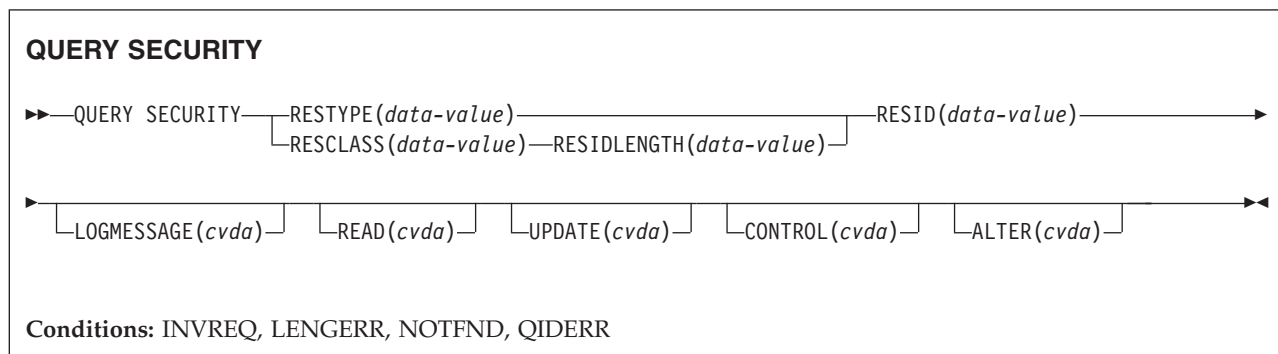 QUERY SECURITY
QUERY SECURITY RESTYPE(data-value) RESID(data-value)
RESCLASS(data-value) RESIDLENGTH(data-value)
LOGMESSAGE(cvda) READ(cvda) UPDATE(cvda) CONTROL(cvda) ALTER(cvda)
Conditions: INVREQ, LENGERR, NOTFND, QIDERR